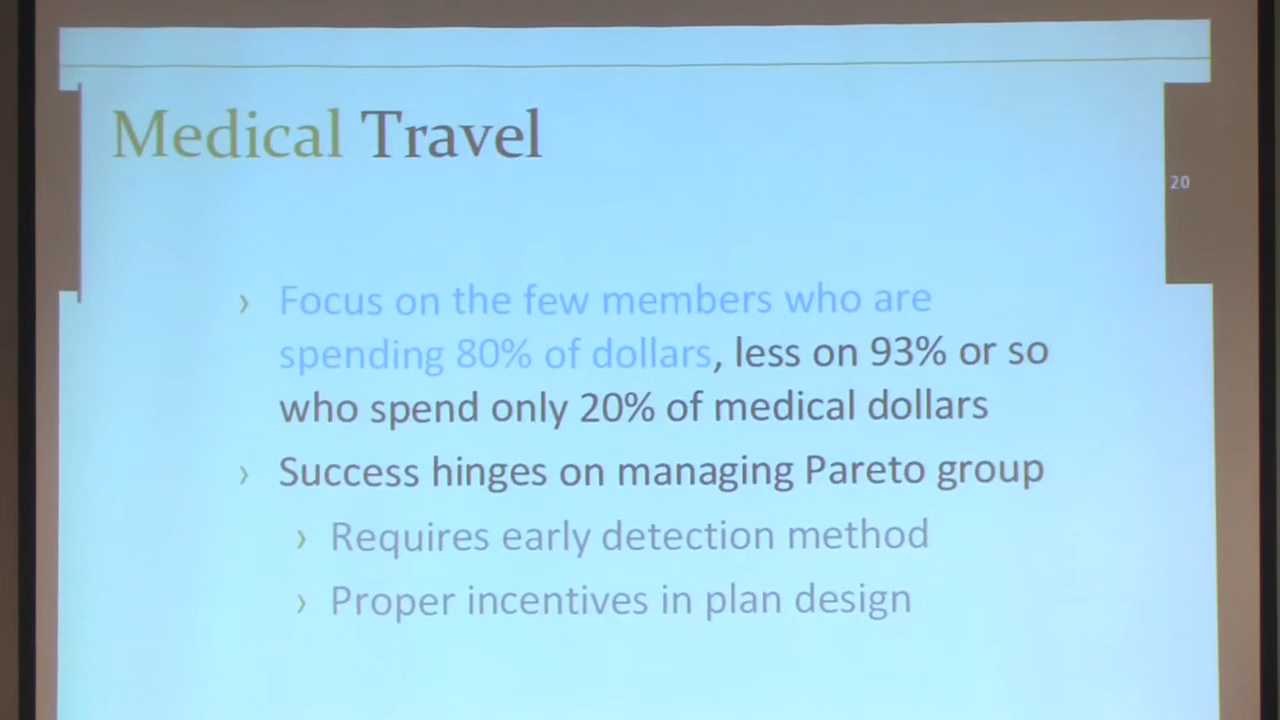 Medical Travel
20
› Focus on the few members who are
spending 80% of dollars, less on 93% or so
who spend only 20% of medical dollars
› Success hinges on managing Pareto group
› Requires early detection method
› Proper incentives in plan design